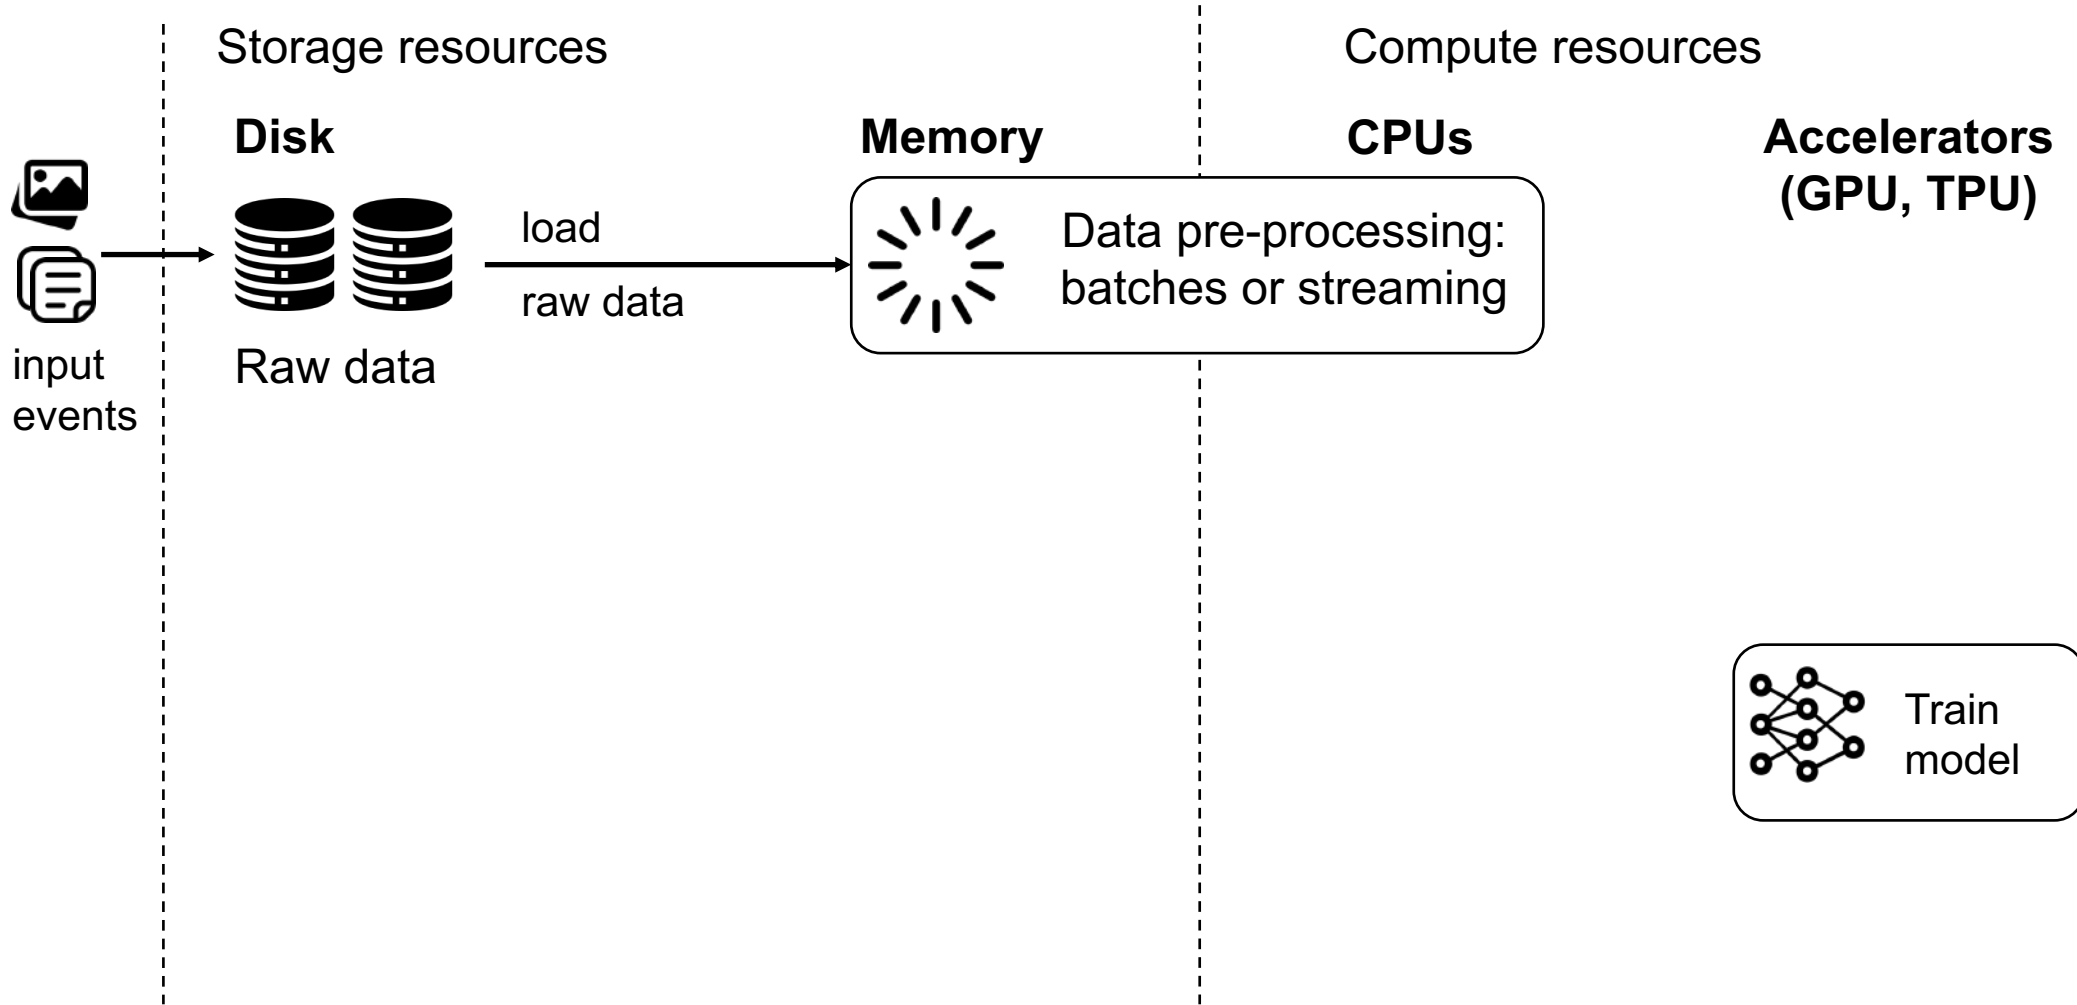 Storage resources
Compute resources
Disk
Memory
CPUs
Accelerators
(GPU, TPU)
load
raw data
Data pre-processing:
batches or streaming
input
events
Raw data
Train
model